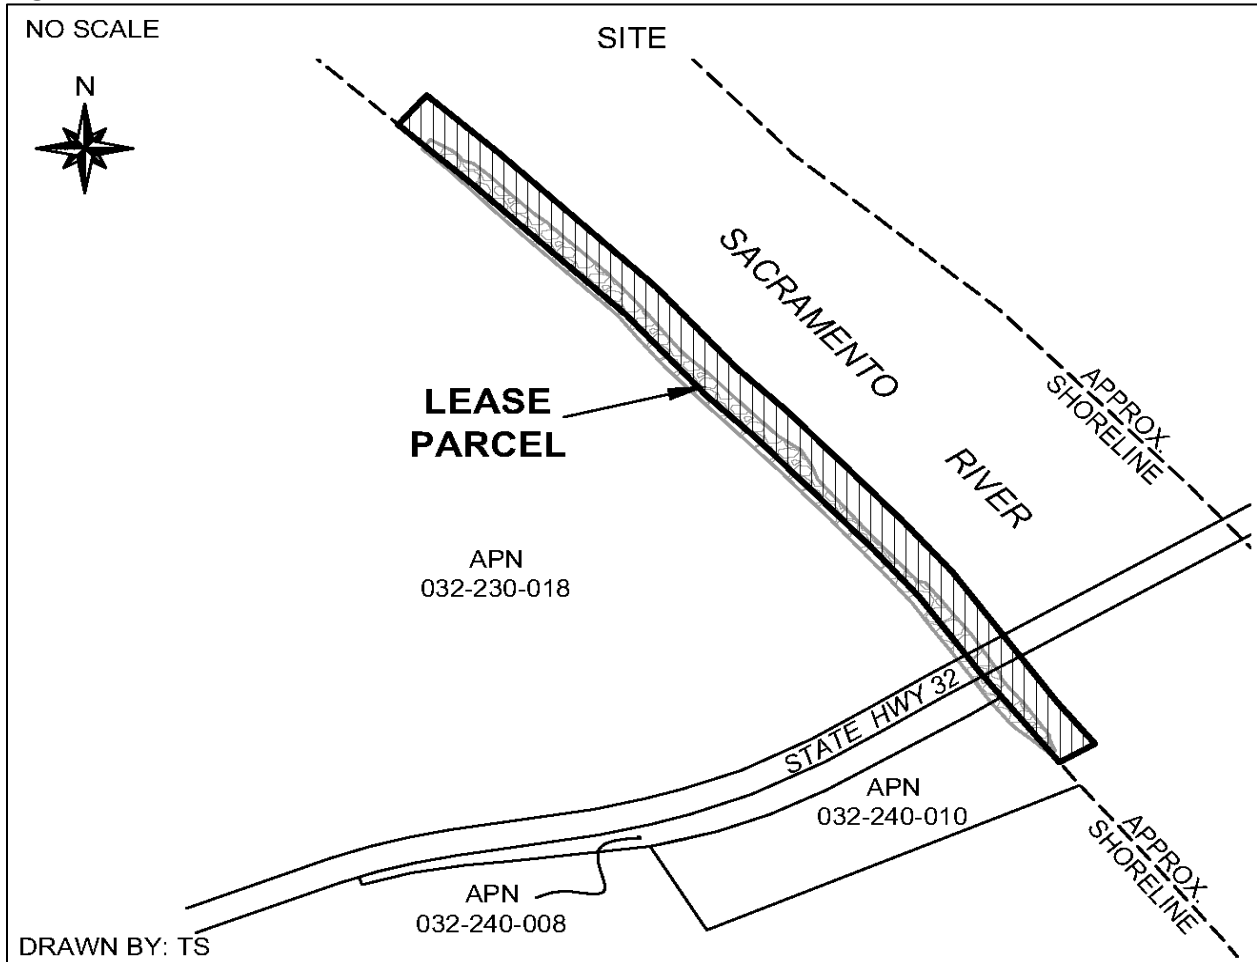 NO SCALE
SITE
N
SACRAMENTO
RIVER
APPROX.
SHORELINE
LEASE
PARCEL
APN
032-230-018
STATE HWY 32
APN
032-240-010
APN
032-240-008
APPROX.
SHORELINE
DRAWN BY: TS